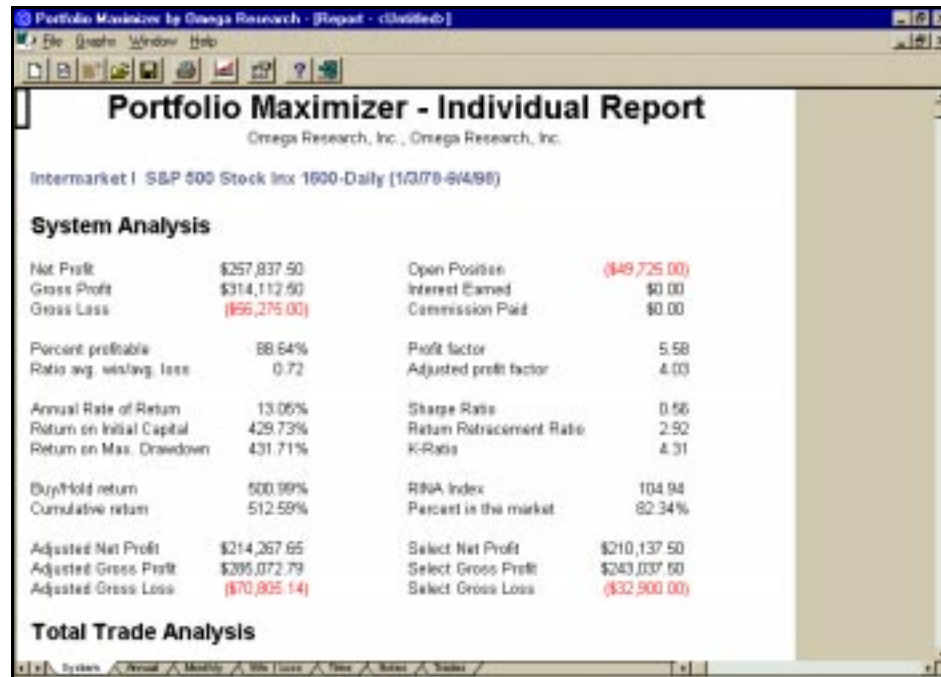 Portfolio Maximizer by Omega Research - [Report - <Untitled>]
File Graphs Window Help
Portfolio Maximizer - Individual Report
Omega Research, Inc., Omega Research, Inc.
Intermarket I S&P 500 Stock Inx 1600-Daily
System Analysis
Net Profit $257,837.50 Open Position ($49,725.00)
Gross Profit $314,112.50 Interest Earned $0.00
Gross Loss ($56,275.00) Commission Paid $0.00
Percent profitable 88.64% Profit factor 5.58
Ratio avg. win/avg. loss 0.72 Adjusted profit factor 4.03
Annual Rate of Return 13.05% Sharpe Ratio 0.56
Return on Initial Capital 429.73% Return Retracement Ratio 2.92
Return on Max. Drawdown 431.71% K-Ratio 4.31
Buy/Hold return 500.99% RINA Index 104.94
Cumulative return 512.59% Percent in the market 82.34%
Adjusted Net Profit $214,267.65 Select Net Profit $210,137.50
Adjusted Gross Profit $285,072.79 Select Gross Profit $243,037.50
Adjusted Gross Loss ($70,805.14) Select Gross Loss ($32,900.00)
Total Trade Analysis
System Annual Monthly Win / Loss Time Notes Trades